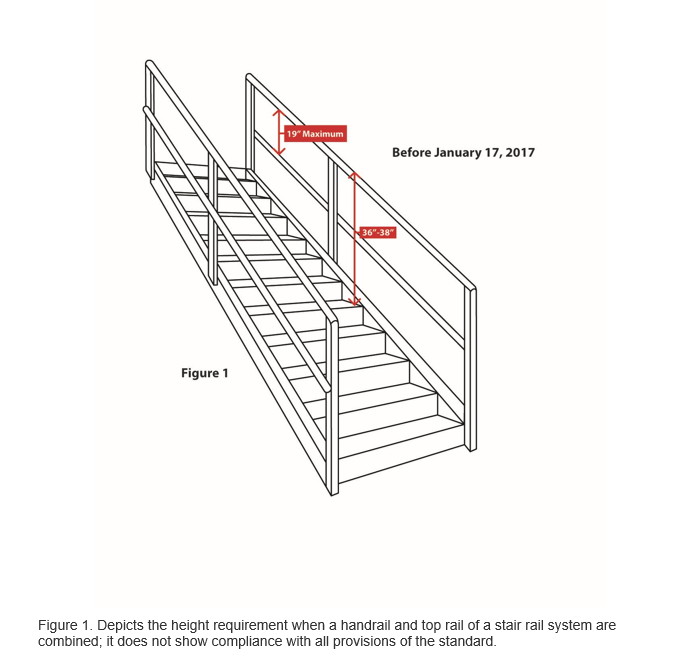 19” Maximum
Before January 17, 2017
36”-38”
Figure 1
Figure 1. Depicts the height requirement when a handrail and top rail of a stair rail system are
combined; it does not show compliance with all provisions of the standard.